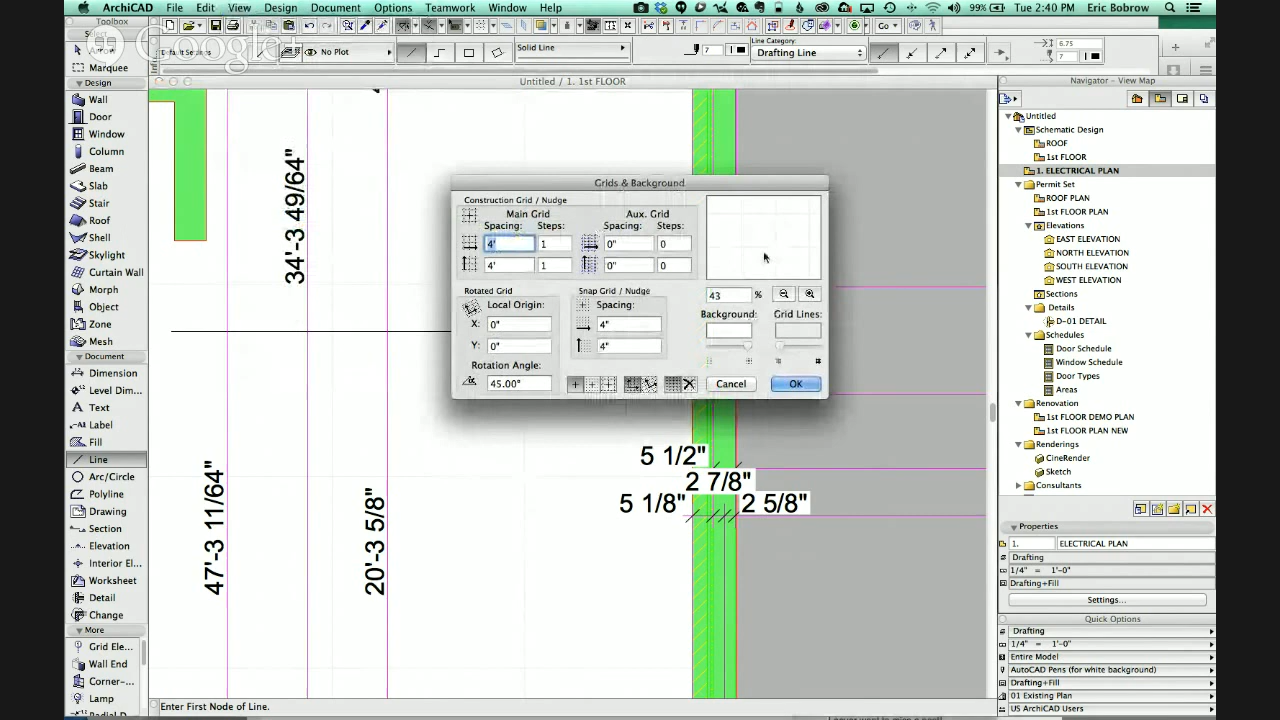 ArchiCAD File Edit View Design Document Options Teamwork Window Help
99% Tue 2:40 PM Eric Bobrow
Toolbox
Select
Arrow
Marquee
Design
Wall
Door
Window
Column
Beam
Slab
Stair
Roof
Shell
Skylight
Curtain Wall
Morph
Object
Zone
Mesh
Document
Dimension
Level Dim...
Text
Label
Fill
Line
Arc/Circle
Polyline
Drawing
Section
Elevation
Interior El...
Worksheet
Detail
Change
More
Grid Ele...
Wall End
Corner-...
Lamp
Radial D...
Google
Default Settings
No Plot
Solid Line
7
Line Category:
Drafting Line
6.75
7
Go
Untitled / 1. 1st FLOOR
34'-3 49/64"
47'-3 11/64"
20'-3 5/8"
5 1/2"
2 7/8"
5 1/8"
2 5/8"
Grids & Background
Construction Grid / Nudge
Main Grid
Spacing: Steps:
4' 1
4' 1
Aux. Grid
Spacing: Steps:
0" 0
0" 0
Rotated Grid
Local Origin:
X: 0"
Y: 0"
Rotation Angle:
45.00°
Snap Grid / Nudge
Spacing:
4"
4"
43 %
Background: Grid Lines:
Cancel OK
Enter First Node of Line.
Navigator - View Map
Untitled
Schematic Design
ROOF
1st FLOOR
1. ELECTRICAL PLAN
Permit Set
ROOF PLAN
1st FLOOR PLAN
Elevations
EAST ELEVATION
NORTH ELEVATION
SOUTH ELEVATION
WEST ELEVATION
Sections
Details
D-01 DETAIL
Schedules
Door Schedule
Window Schedule
Door Types
Areas
Renovation
1st FLOOR DEMO PLAN
1st FLOOR PLAN NEW
Renderings
CineRender
Sketch
Consultants
Properties
1. ELECTRICAL PLAN
Drafting
1/4" = 1'-0"
Drafting+Fill
Settings...
Quick Options
Drafting
1/4" = 1'-0"
Entire Model
AutoCAD Pens (for white background)
Drafting+Fill
01 Existing Plan
US ArchiCAD Users